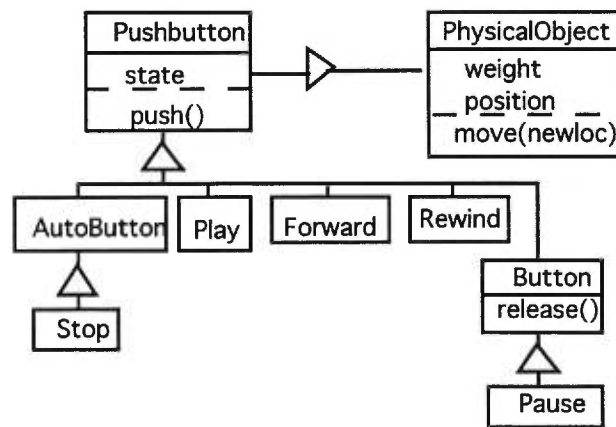 Pushbutton
state
push()
PhysicalObject
weight
position
move(newloc)
AutoButton
Play
Forward
Rewind
Stop
Button
release()
Pause